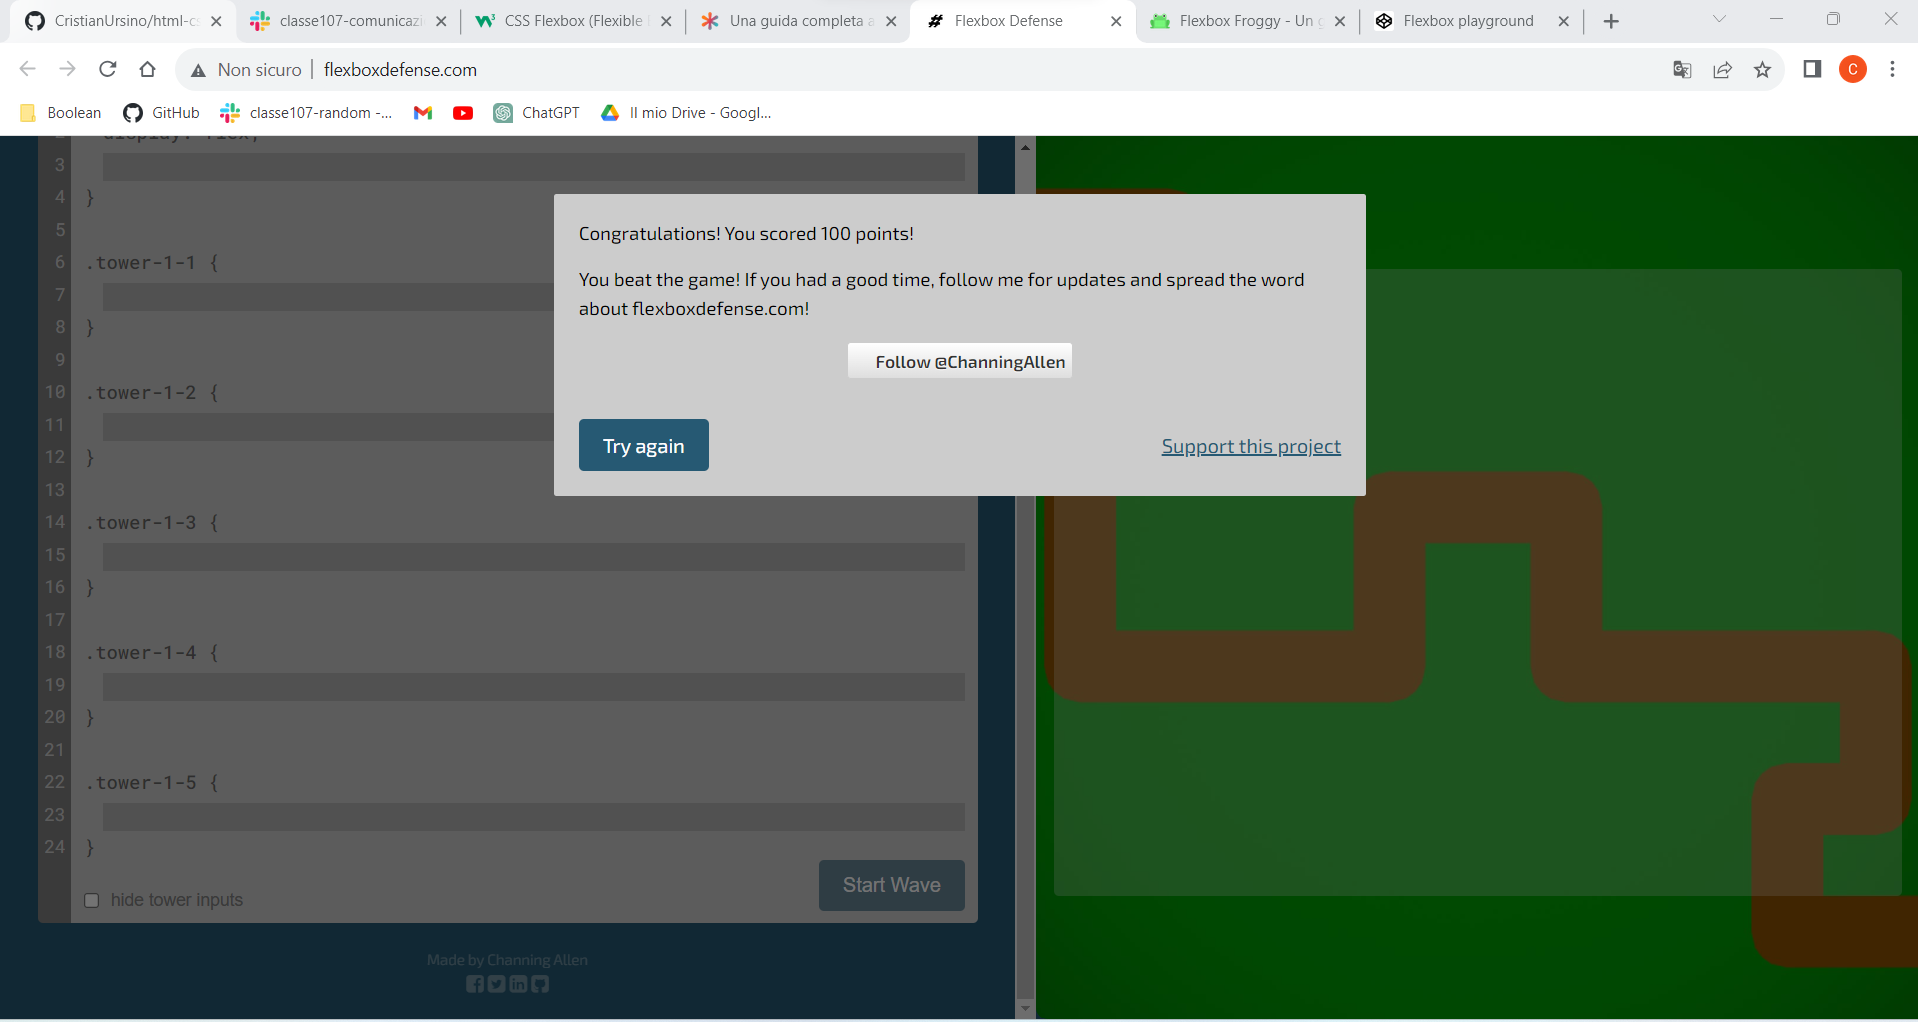 CristianUrsino/html-cs
classe107-comunicazi
CSS Flexbox (Flexible
Una guida completa a
Flexbox Defense
Flexbox Froggy - Un g
Flexbox playground
Non sicuro
flexboxdefense.com
Boolean
GitHub
classe107-random -...
ChatGPT
Il mio Drive - Googl...
C
display: flex;
3
4 }
5
6 .tower-1-1 {
7
8 }
9
10 .tower-1-2 {
11
12 }
13
14 .tower-1-3 {
15
16 }
17
18 .tower-1-4 {
19
20 }
21
22 .tower-1-5 {
23
24 }
hide tower inputs
Start Wave
Made by Channing Allen
Congratulations! You scored 100 points!
You beat the game! If you had a good time, follow me for updates and spread the word
about flexboxdefense.com!
Follow @ChanningAllen
Try again
Support this project